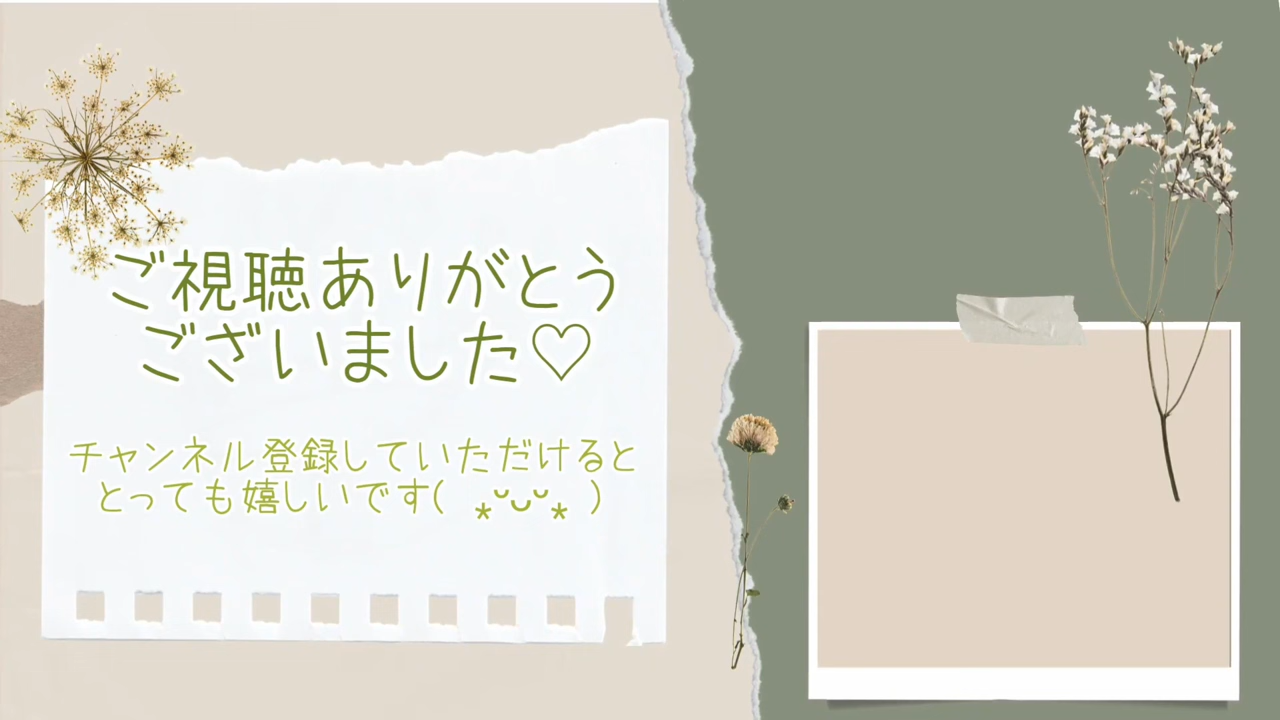 ご視聴ありがとう
ございました♡
チャンネル登録していただけると
とっても嬉しいです( ⁎ᵕᴗᵕ⁎ )